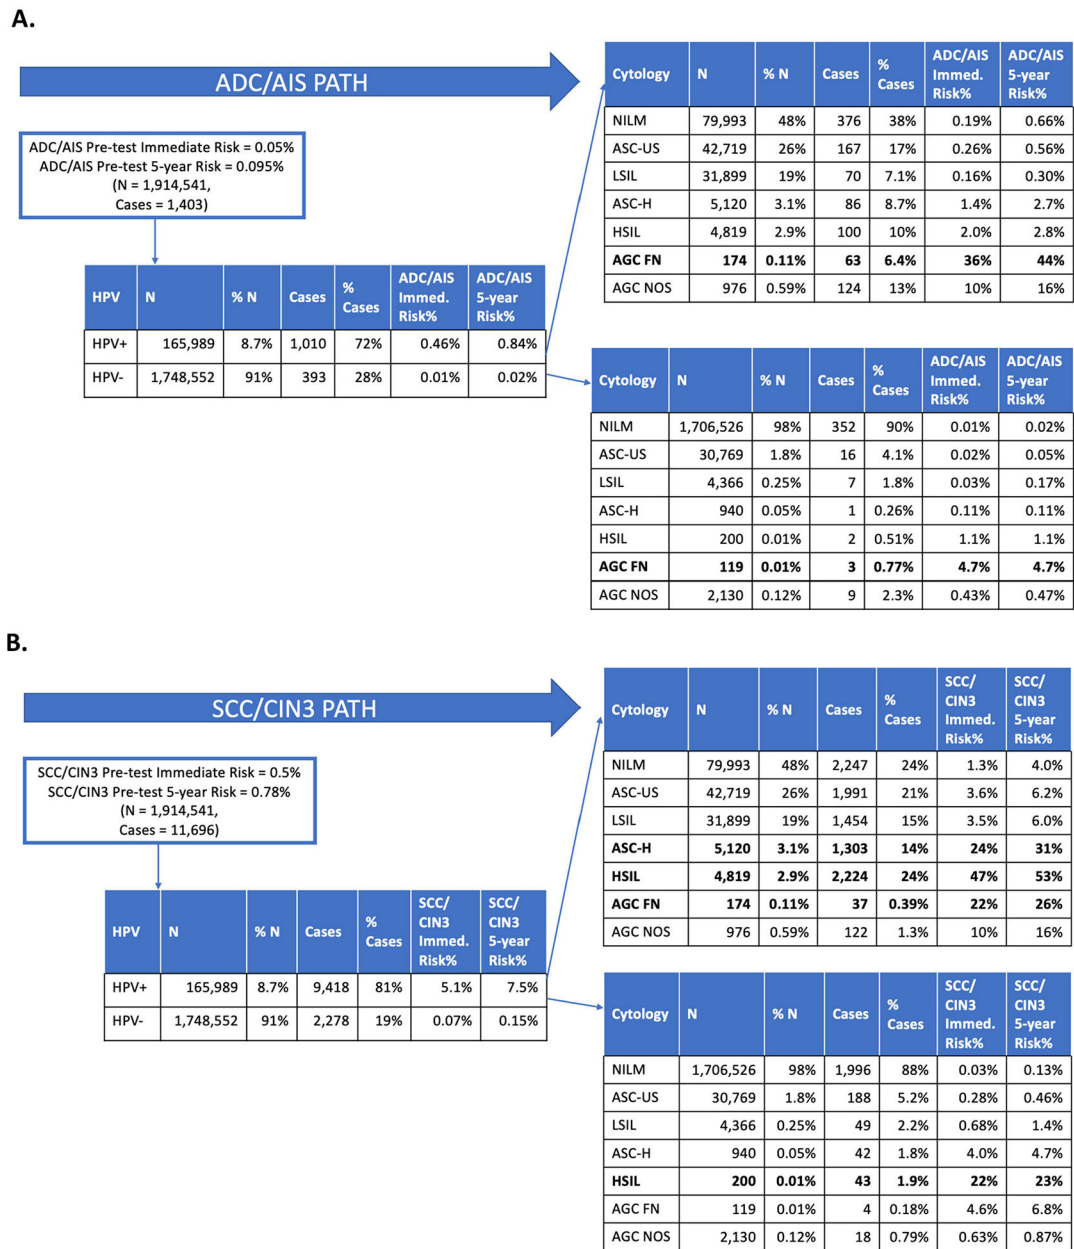 A.
ADC/AIS PATH
ADC/AIS Pre-test Immediate Risk = 0.05%
ADC/AIS Pre-test 5-year Risk = 0.095%
(N = 1,914,541,
Cases = 1,403)
HPV N % N Cases % Cases ADC/AIS Immed. Risk% ADC/AIS 5-year Risk%
HPV+ 165,989 8.7% 1,010 72% 0.46% 0.84%
HPV- 1,748,552 91% 393 28% 0.01% 0.02%
Cytology N % N Cases % Cases ADC/AIS Immed. Risk% ADC/AIS 5-year Risk%
NILM 79,993 48% 376 38% 0.19% 0.66%
ASC-US 42,719 26% 167 17% 0.26% 0.56%
LSIL 31,899 19% 70 7.1% 0.16% 0.30%
ASC-H 5,120 3.1% 86 8.7% 1.4% 2.7%
HSIL 4,819 2.9% 100 10% 2.0% 2.8%
AGC FN 174 0.11% 63 6.4% 36% 44%
AGC NOS 976 0.59% 124 13% 10% 16%
Cytology N % N Cases % Cases ADC/AIS Immed. Risk% ADC/AIS 5-year Risk%
NILM 1,706,526 98% 352 90% 0.01% 0.02%
ASC-US 30,769 1.8% 16 4.1% 0.02% 0.05%
LSIL 4,366 0.25% 7 1.8% 0.03% 0.17%
ASC-H 940 0.05% 1 0.26% 0.11% 0.11%
HSIL 200 0.01% 2 0.51% 1.1% 1.1%
AGC FN 119 0.01% 3 0.77% 4.7% 4.7%
AGC NOS 2,130 0.12% 9 2.3% 0.43% 0.47%
B.
SCC/CIN3 PATH
SCC/CIN3 Pre-test Immediate Risk = 0.5%
SCC/CIN3 Pre-test 5-year Risk = 0.78%
(N = 1,914,541,
Cases = 11,696)
HPV N % N Cases % Cases SCC/ CIN3 Immed. Risk% SCC/ CIN3 5-year Risk%
HPV+ 165,989 8.7% 9,418 81% 5.1% 7.5%
HPV- 1,748,552 91% 2,278 19% 0.07% 0.15%
Cytology N % N Cases % Cases SCC/ CIN3 Immed. Risk% SCC/ CIN3 5-year Risk%
NILM 79,993 48% 2,247 24% 1.3% 4.0%
ASC-US 42,719 26% 1,991 21% 3.6% 6.2%
LSIL 31,899 19% 1,454 15% 3.5% 6.0%
ASC-H 5,120 3.1% 1,303 14% 24% 31%
HSIL 4,819 2.9% 2,224 24% 47% 53%
AGC FN 174 0.11% 37 0.39% 22% 26%
AGC NOS 976 0.59% 122 1.3% 10% 16%
Cytology N % N Cases % Cases SCC/ CIN3 Immed. Risk% SCC/ CIN3 5-year Risk%
NILM 1,706,526 98% 1,996 88% 0.03% 0.13%
ASC-US 30,769 1.8% 188 5.2% 0.28% 0.46%
LSIL 4,366 0.25% 49 2.2% 0.68% 1.4%
ASC-H 940 0.05% 42 1.8% 4.0% 4.7%
HSIL 200 0.01% 43 1.9% 22% 23%
AGC FN 119 0.01% 4 0.18% 4.6% 6.8%
AGC NOS 2,130 0.12% 18 0.79% 0.63% 0.87%